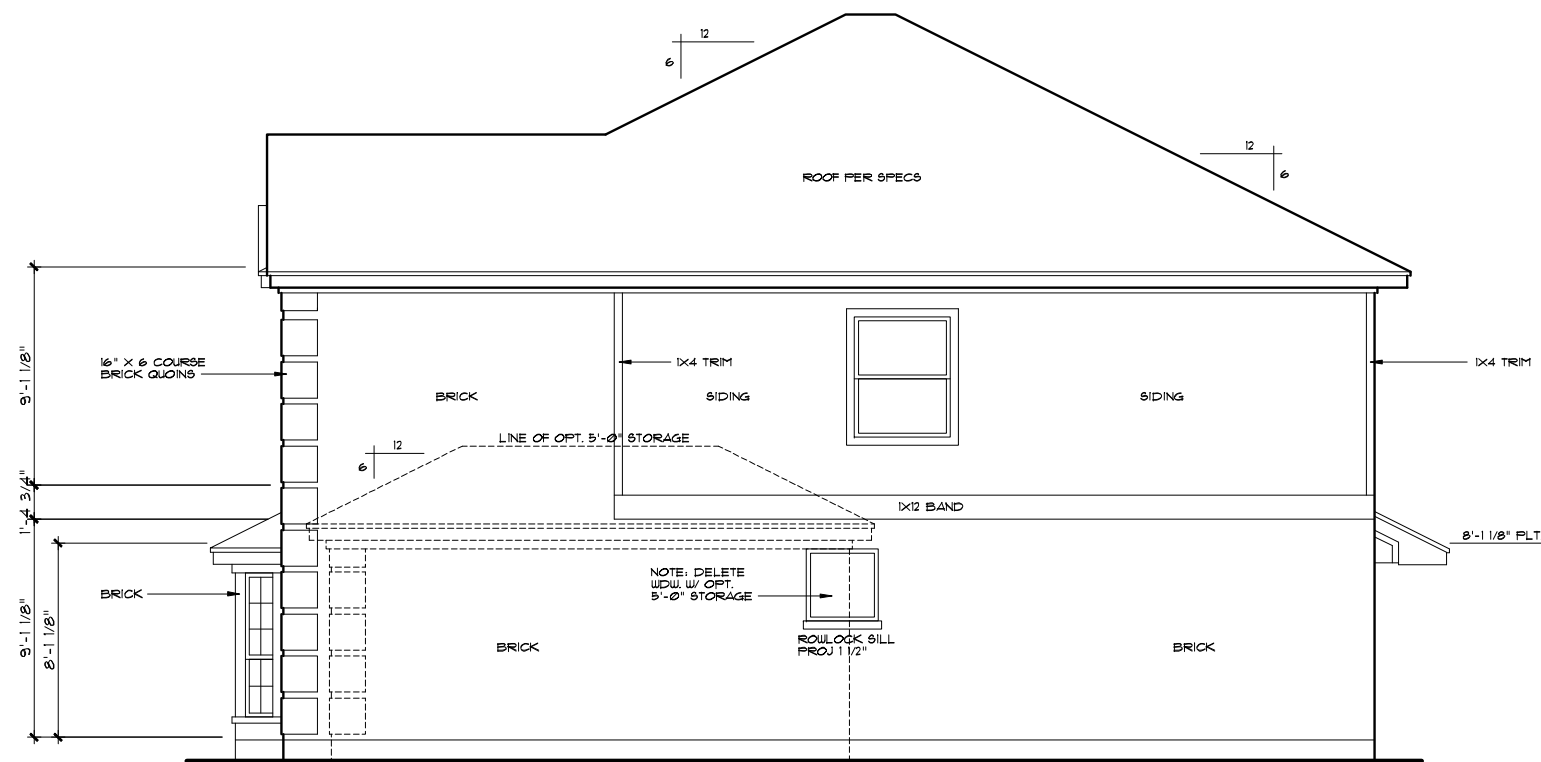 12
6
12
6
ROOF PER SPECS
9'-1 1/8"
16" X 6 COURSE
BRICK QUOINS
1X4 TRIM
1X4 TRIM
BRICK
SIDING
SIDING
LINE OF OPT. 5'-0" STORAGE
12
6
1'-4 3/4"
1X12 BAND
8'-1 1/8" PLT
NOTE: DELETE
WDW. W/ OPT.
5'-0" STORAGE
BRICK
9'-1 1/8"
8'-1 1/8"
ROWLOCK SILL
PROJ 1 1/2"
BRICK
BRICK